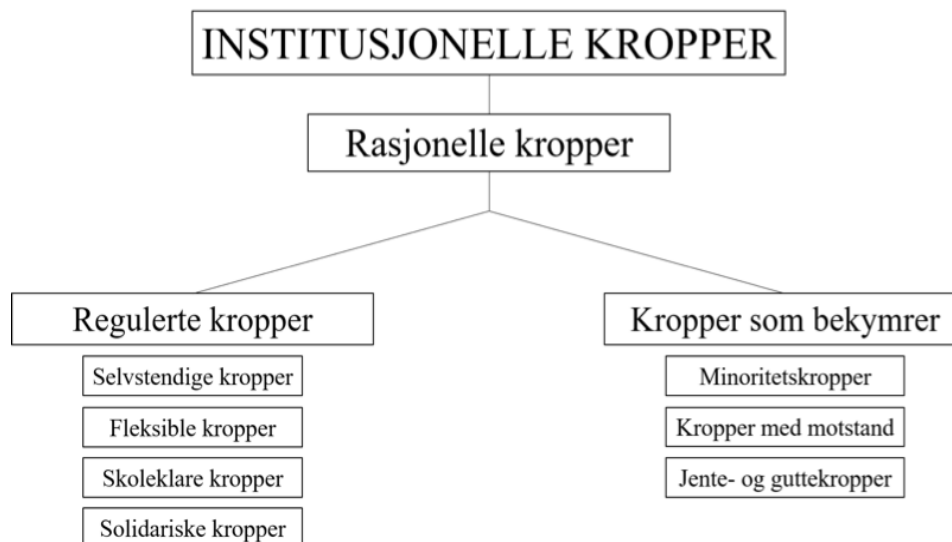 INSTITUSJONELLE KROPPER
Rasjonelle kropper
Regulerte kropper
Selvstendige kropper
Fleksible kropper
Skoleklare kropper
Solidariske kropper
Kropper som bekymrer
Minoritetskropper
Kropper med motstand
Jente- og guttekropper